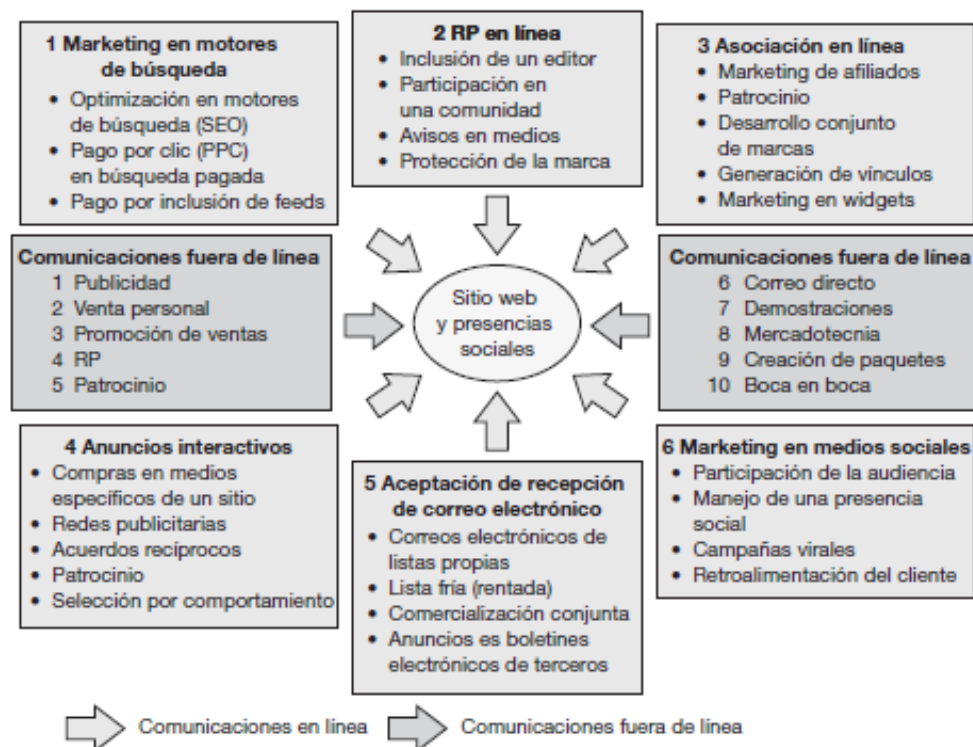 1 Marketing en motores
de búsqueda
• Optimización en motores
de búsqueda (SEO)
• Pago por clic (PPC)
en búsqueda pagada
• Pago por inclusión de feeds
2 RP en línea
• Inclusión de un editor
• Participación en
una comunidad
• Avisos en medios
• Protección de la marca
3 Asociación en línea
• Marketing de afiliados
• Patrocinio
• Desarrollo conjunto
de marcas
• Generación de vínculos
• Marketing en widgets
Comunicaciones fuera de línea
1 Publicidad
2 Venta personal
3 Promoción de ventas
4 RP
5 Patrocinio
Sitio web
y presencias
sociales
Comunicaciones fuera de línea
6 Correo directo
7 Demostraciones
8 Mercadotecnia
9 Creación de paquetes
10 Boca en boca
4 Anuncios interactivos
• Compras en medios
específicos de un sitio
• Redes publicitarias
• Acuerdos recíprocos
• Patrocinio
• Selección por comportamiento
5 Aceptación de recepción
de correo electrónico
• Correos electrónicos de
listas propias
• Lista fría (rentada)
• Comercialización conjunta
• Anuncios es boletines
electrónicos de terceros
6 Marketing en medios sociales
• Participación de la audiencia
• Manejo de una presencia
social
• Campañas virales
• Retroalimentación del cliente
Comunicaciones en línea
Comunicaciones fuera de línea